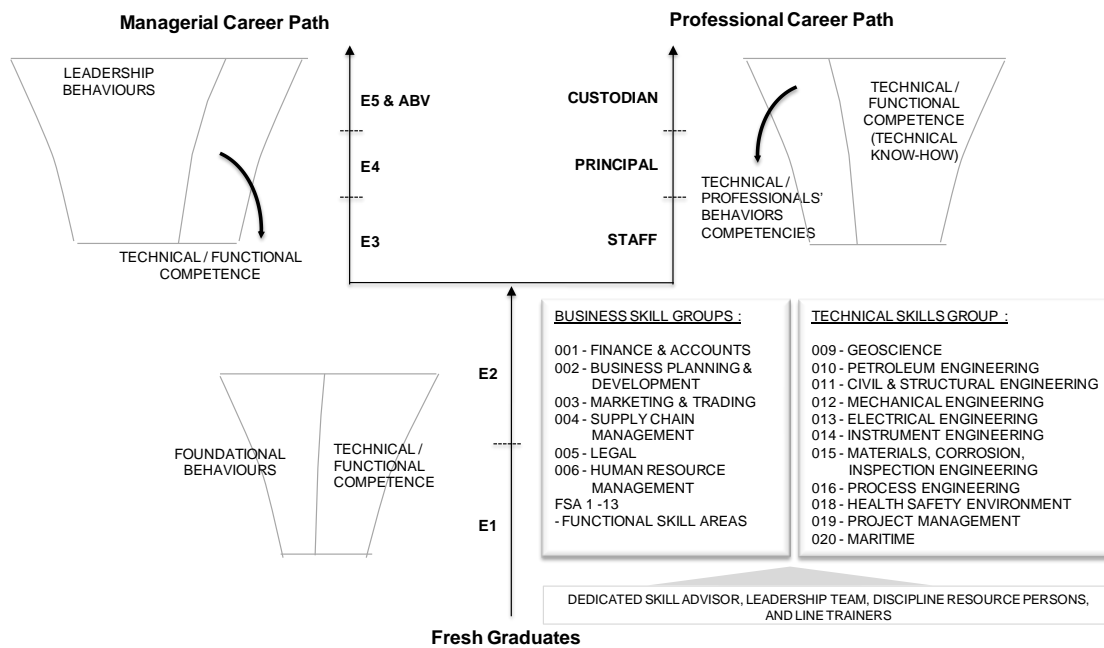 Managerial Career Path
Professional Career Path
LEADERSHIP
BEHAVIOURS
TECHNICAL / FUNCTIONAL
COMPETENCE
E5 & ABV
E4
E3
CUSTODIAN
PRINCIPAL
STAFF
TECHNICAL /
FUNCTIONAL
COMPETENCE
(TECHNICAL
KNOW-HOW)
TECHNICAL /
PROFESSIONALS'
BEHAVIORS
COMPETENCIES
E2
E1
FOUNDATIONAL
BEHAVIOURS
TECHNICAL /
FUNCTIONAL
COMPETENCE
BUSINESS SKILL GROUPS :
001 - FINANCE & ACCOUNTS
002 - BUSINESS PLANNING &
DEVELOPMENT
003 - MARKETING & TRADING
004 - SUPPLY CHAIN
MANAGEMENT
005 - LEGAL
006 - HUMAN RESOURCE
MANAGEMENT
FSA 1 -13
- FUNCTIONAL SKILL AREAS
TECHNICAL SKILLS GROUP :
009 - GEOSCIENCE
010 - PETROLEUM ENGINEERING
011 - CIVIL & STRUCTURAL ENGINEERING
012 - MECHANICAL ENGINEERING
013 - ELECTRICAL ENGINEERING
014 - INSTRUMENT ENGINEERING
015 - MATERIALS, CORROSION,
INSPECTION ENGINEERING
016 - PROCESS ENGINEERING
018 - HEALTH SAFETY ENVIRONMENT
019 - PROJECT MANAGEMENT
020 - MARITIME
DEDICATED SKILL ADVISOR, LEADERSHIP TEAM, DISCIPLINE RESOURCE PERSONS,
AND LINE TRAINERS
Fresh Graduates